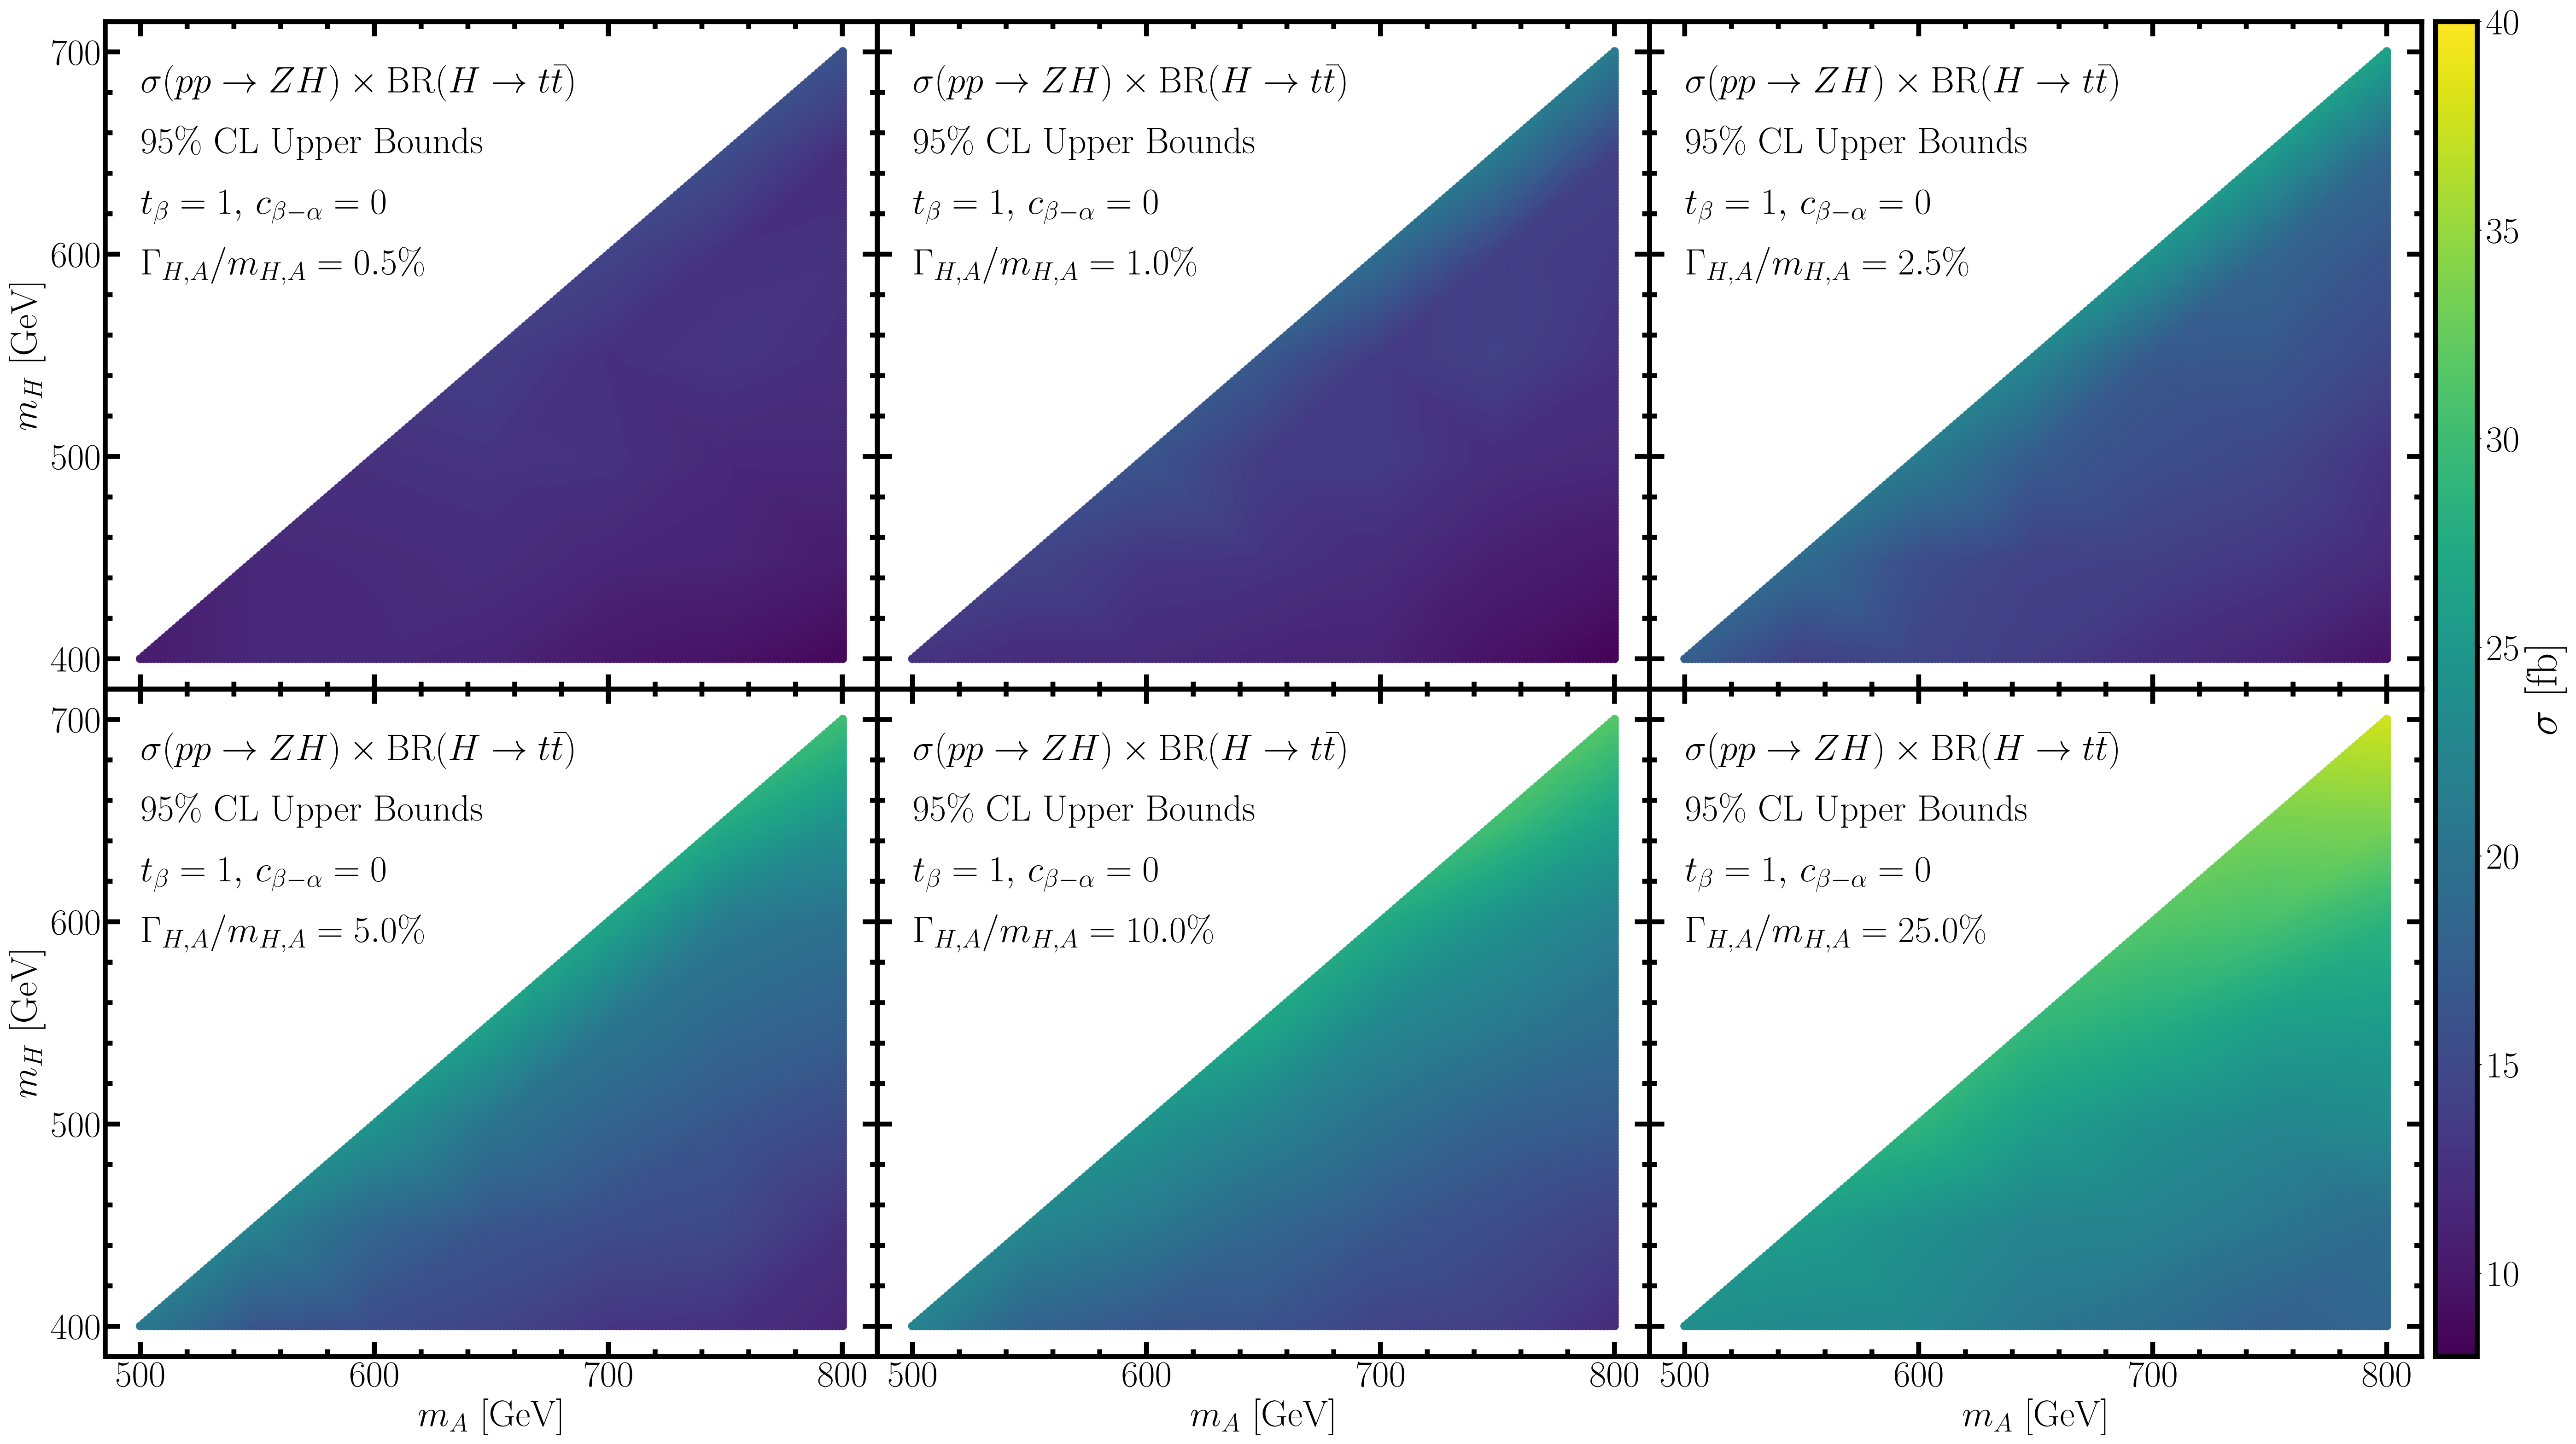 700
600
500
400
m_H [GeV]
σ(pp → ZH) × BR(H → tt̄)
95% CL Upper Bounds
t_β = 1, c_{β−α} = 0
Γ_{H,A}/m_{H,A} = 0.5%
σ(pp → ZH) × BR(H → tt̄)
95% CL Upper Bounds
t_β = 1, c_{β−α} = 0
Γ_{H,A}/m_{H,A} = 1.0%
σ(pp → ZH) × BR(H → tt̄)
95% CL Upper Bounds
t_β = 1, c_{β−α} = 0
Γ_{H,A}/m_{H,A} = 2.5%
700
600
500
400
m_H [GeV]
σ(pp → ZH) × BR(H → tt̄)
95% CL Upper Bounds
t_β = 1, c_{β−α} = 0
Γ_{H,A}/m_{H,A} = 5.0%
σ(pp → ZH) × BR(H → tt̄)
95% CL Upper Bounds
t_β = 1, c_{β−α} = 0
Γ_{H,A}/m_{H,A} = 10.0%
σ(pp → ZH) × BR(H → tt̄)
95% CL Upper Bounds
t_β = 1, c_{β−α} = 0
Γ_{H,A}/m_{H,A} = 25.0%
500 600 700 800 500 600 700 800 500 600 700 800
m_A [GeV] m_A [GeV] m_A [GeV]
40
35
30
25
20
15
10
σ [fb]